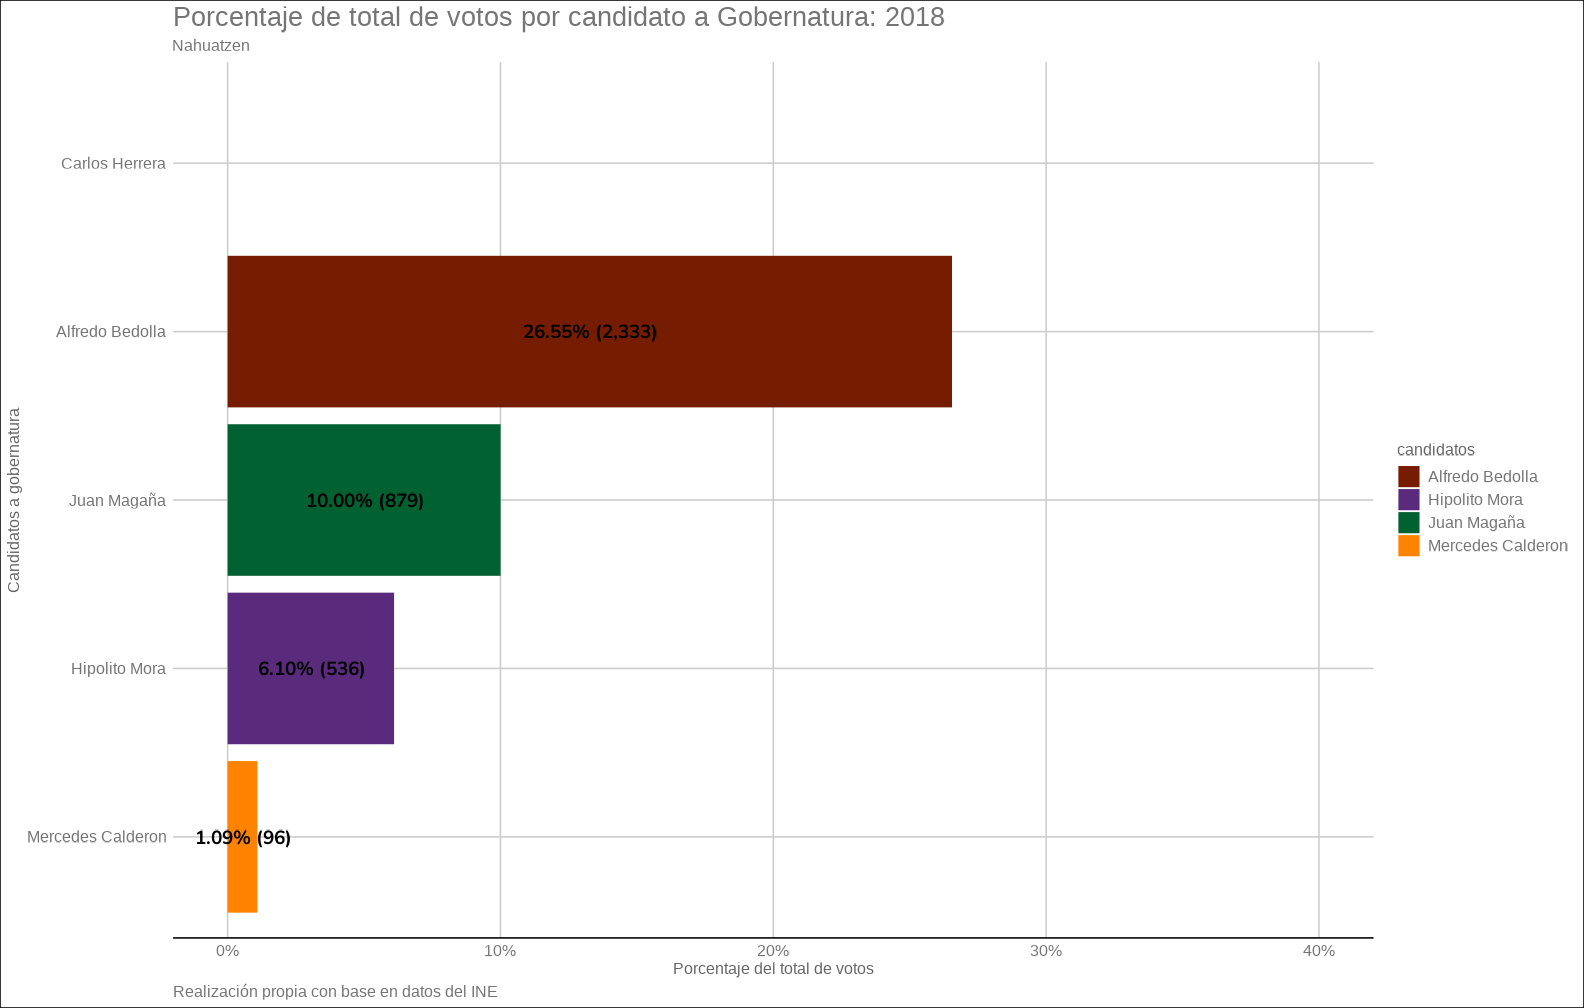 Porcentaje de total de votos por candidato a Gobernatura: 2018
Nahuatzen
Candidatos a gobernatura
Carlos Herrera
Alfredo Bedolla
26.55% (2,333)
Juan Magaña
10.00% (879)
Hipolito Mora
6.10% (536)
Mercedes Calderon
1.09% (96)
0%
10%
20%
30%
40%
Porcentaje del total de votos
candidatos
Alfredo Bedolla
Hipolito Mora
Juan Magaña
Mercedes Calderon
Realización propia con base en datos del INE